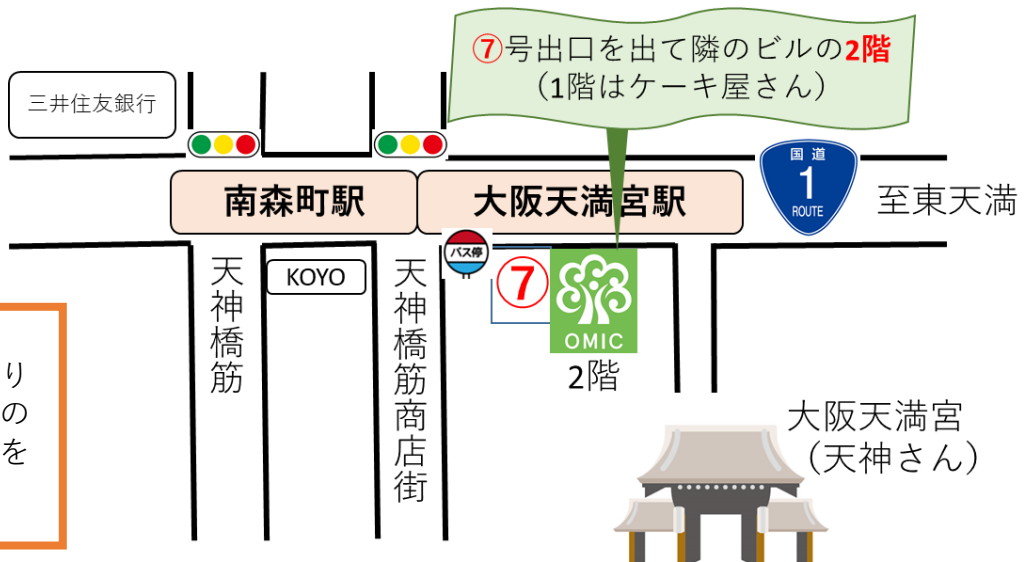 ⑦号出口を出て隣のビルの2階
（1階はケーキ屋さん）
三井住友銀行
国道
1
ROUTE
南森町駅
大阪天満宮駅
至東天満
バス停
天神橋筋
KOYO
天神橋筋商店街
⑦
OMIC
2階
り
の
を
大阪天満宮
（天神さん）